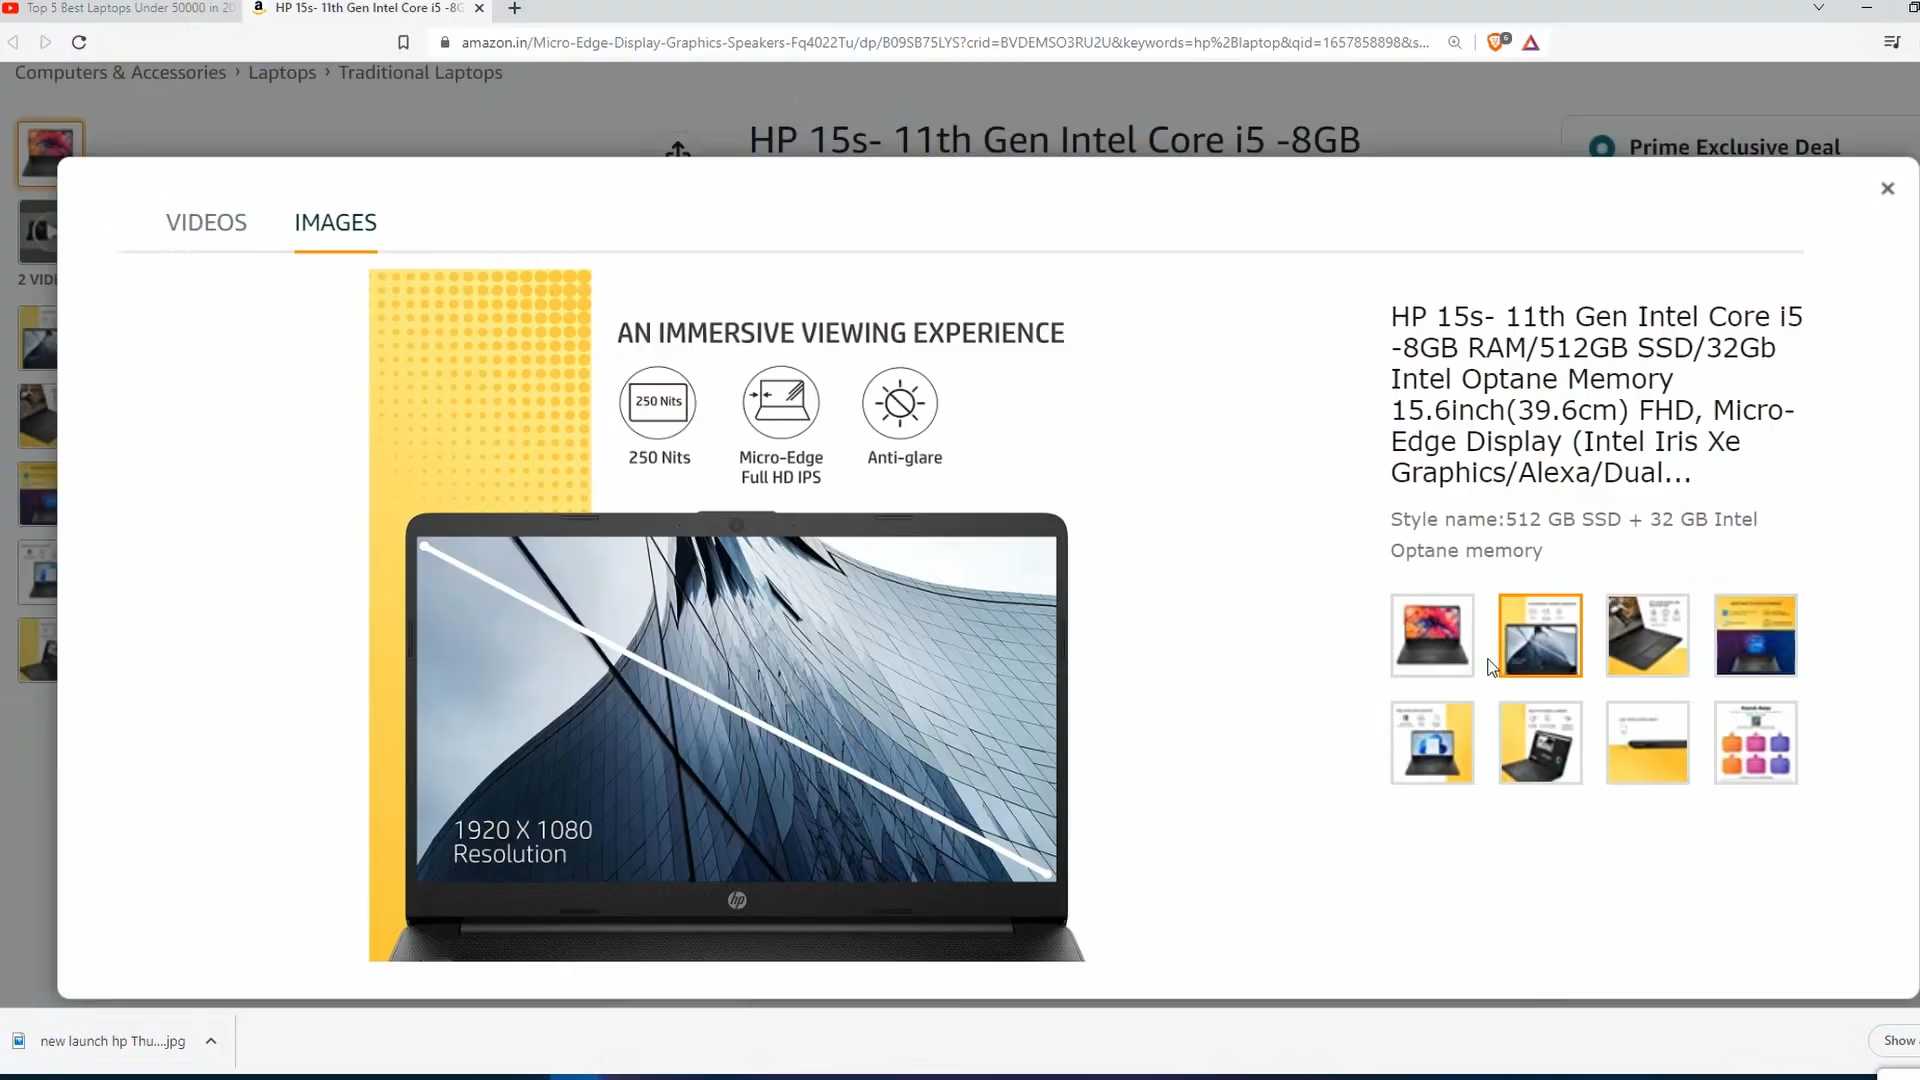 Top 5 Best Laptops Under 50000 in 20
a
HP 15s- 11th Gen Intel Core i5 -8G
amazon.in/Micro-Edge-Display-Graphics-Speakers-Fq4022Tu/dp/B09SB75LYS?crid=BVDEMSO3RU2U&keywords=hp%2Blaptop&qid=1657858898&s...
6
Computers & Accessories › Laptops › Traditional Laptops
HP 15s- 11th Gen Intel Core i5 -8GB
Prime Exclusive Deal
2 VID
VIDEOS
IMAGES
AN IMMERSIVE VIEWING EXPERIENCE
250 Nits
250 Nits
Micro-Edge
Full HD IPS
Anti-glare
1920 X 1080
Resolution
hp
HP 15s- 11th Gen Intel Core i5
-8GB RAM/512GB SSD/32Gb
Intel Optane Memory
15.6inch(39.6cm) FHD, Micro-
Edge Display (Intel Iris Xe
Graphics/Alexa/Dual...
Style name:512 GB SSD + 32 GB Intel
Optane memory
new launch hp Thu....jpg
Show